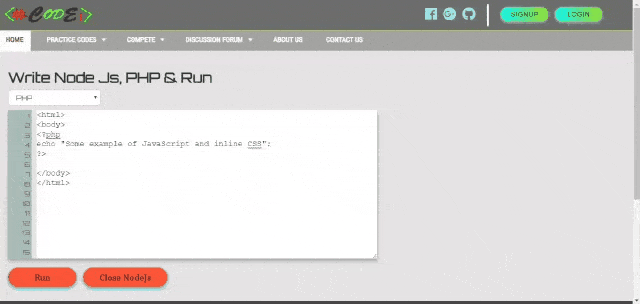 <#CodE/>
SIGNUP
LOGIN
HOME
PRACTICE CODES
COMPETE
DISCUSSION FORUM
ABOUT US
CONTACT US
Write Node Js, PHP & Run
PHP
1 <html>
2 <body>
3 <?php
4 echo "Some example of JavaScript and inline CSS";
5 ?>
6
7 </body>
8 </html>
9
10
11
12
13
14
15
Run
Close NodeJs